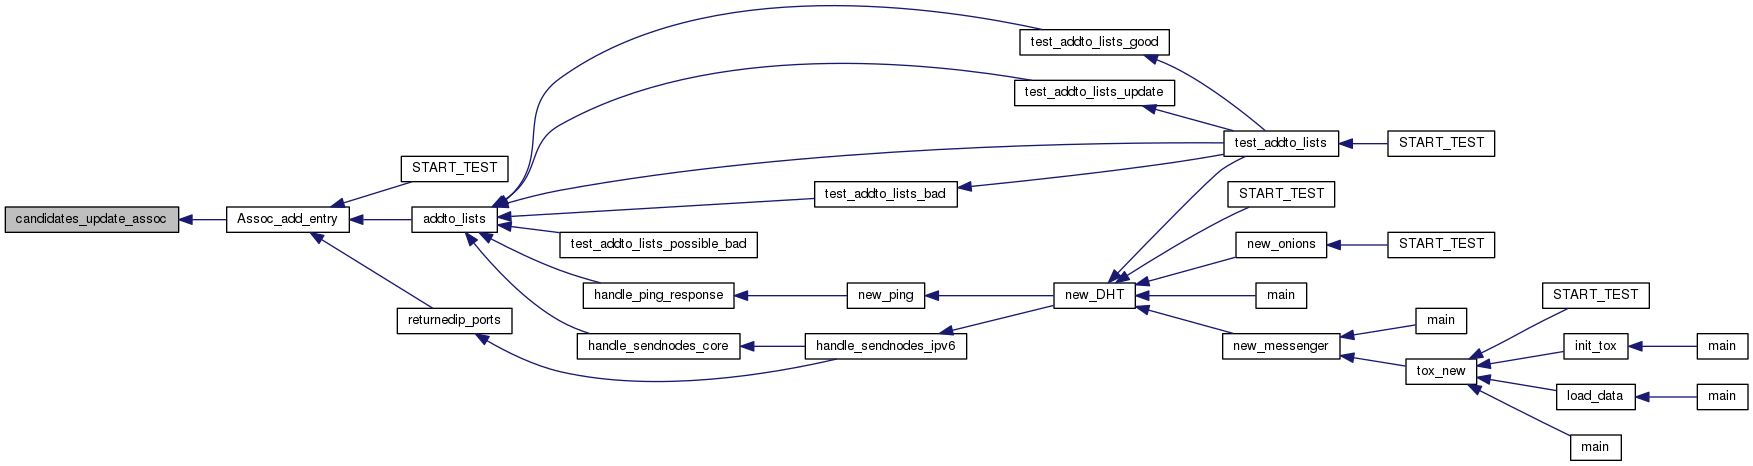 test_addto_lists_good
test_addto_lists_update
test_addto_lists
START_TEST
START_TEST
test_addto_lists_bad
START_TEST
candidates_update_assoc
Assoc_add_entry
addto_lists
test_addto_lists_possible_bad
new_onions
START_TEST
handle_ping_response
new_ping
new_DHT
main
START_TEST
returnedip_ports
main
handle_sendnodes_core
handle_sendnodes_ipv6
new_messenger
init_tox
main
tox_new
load_data
main
main